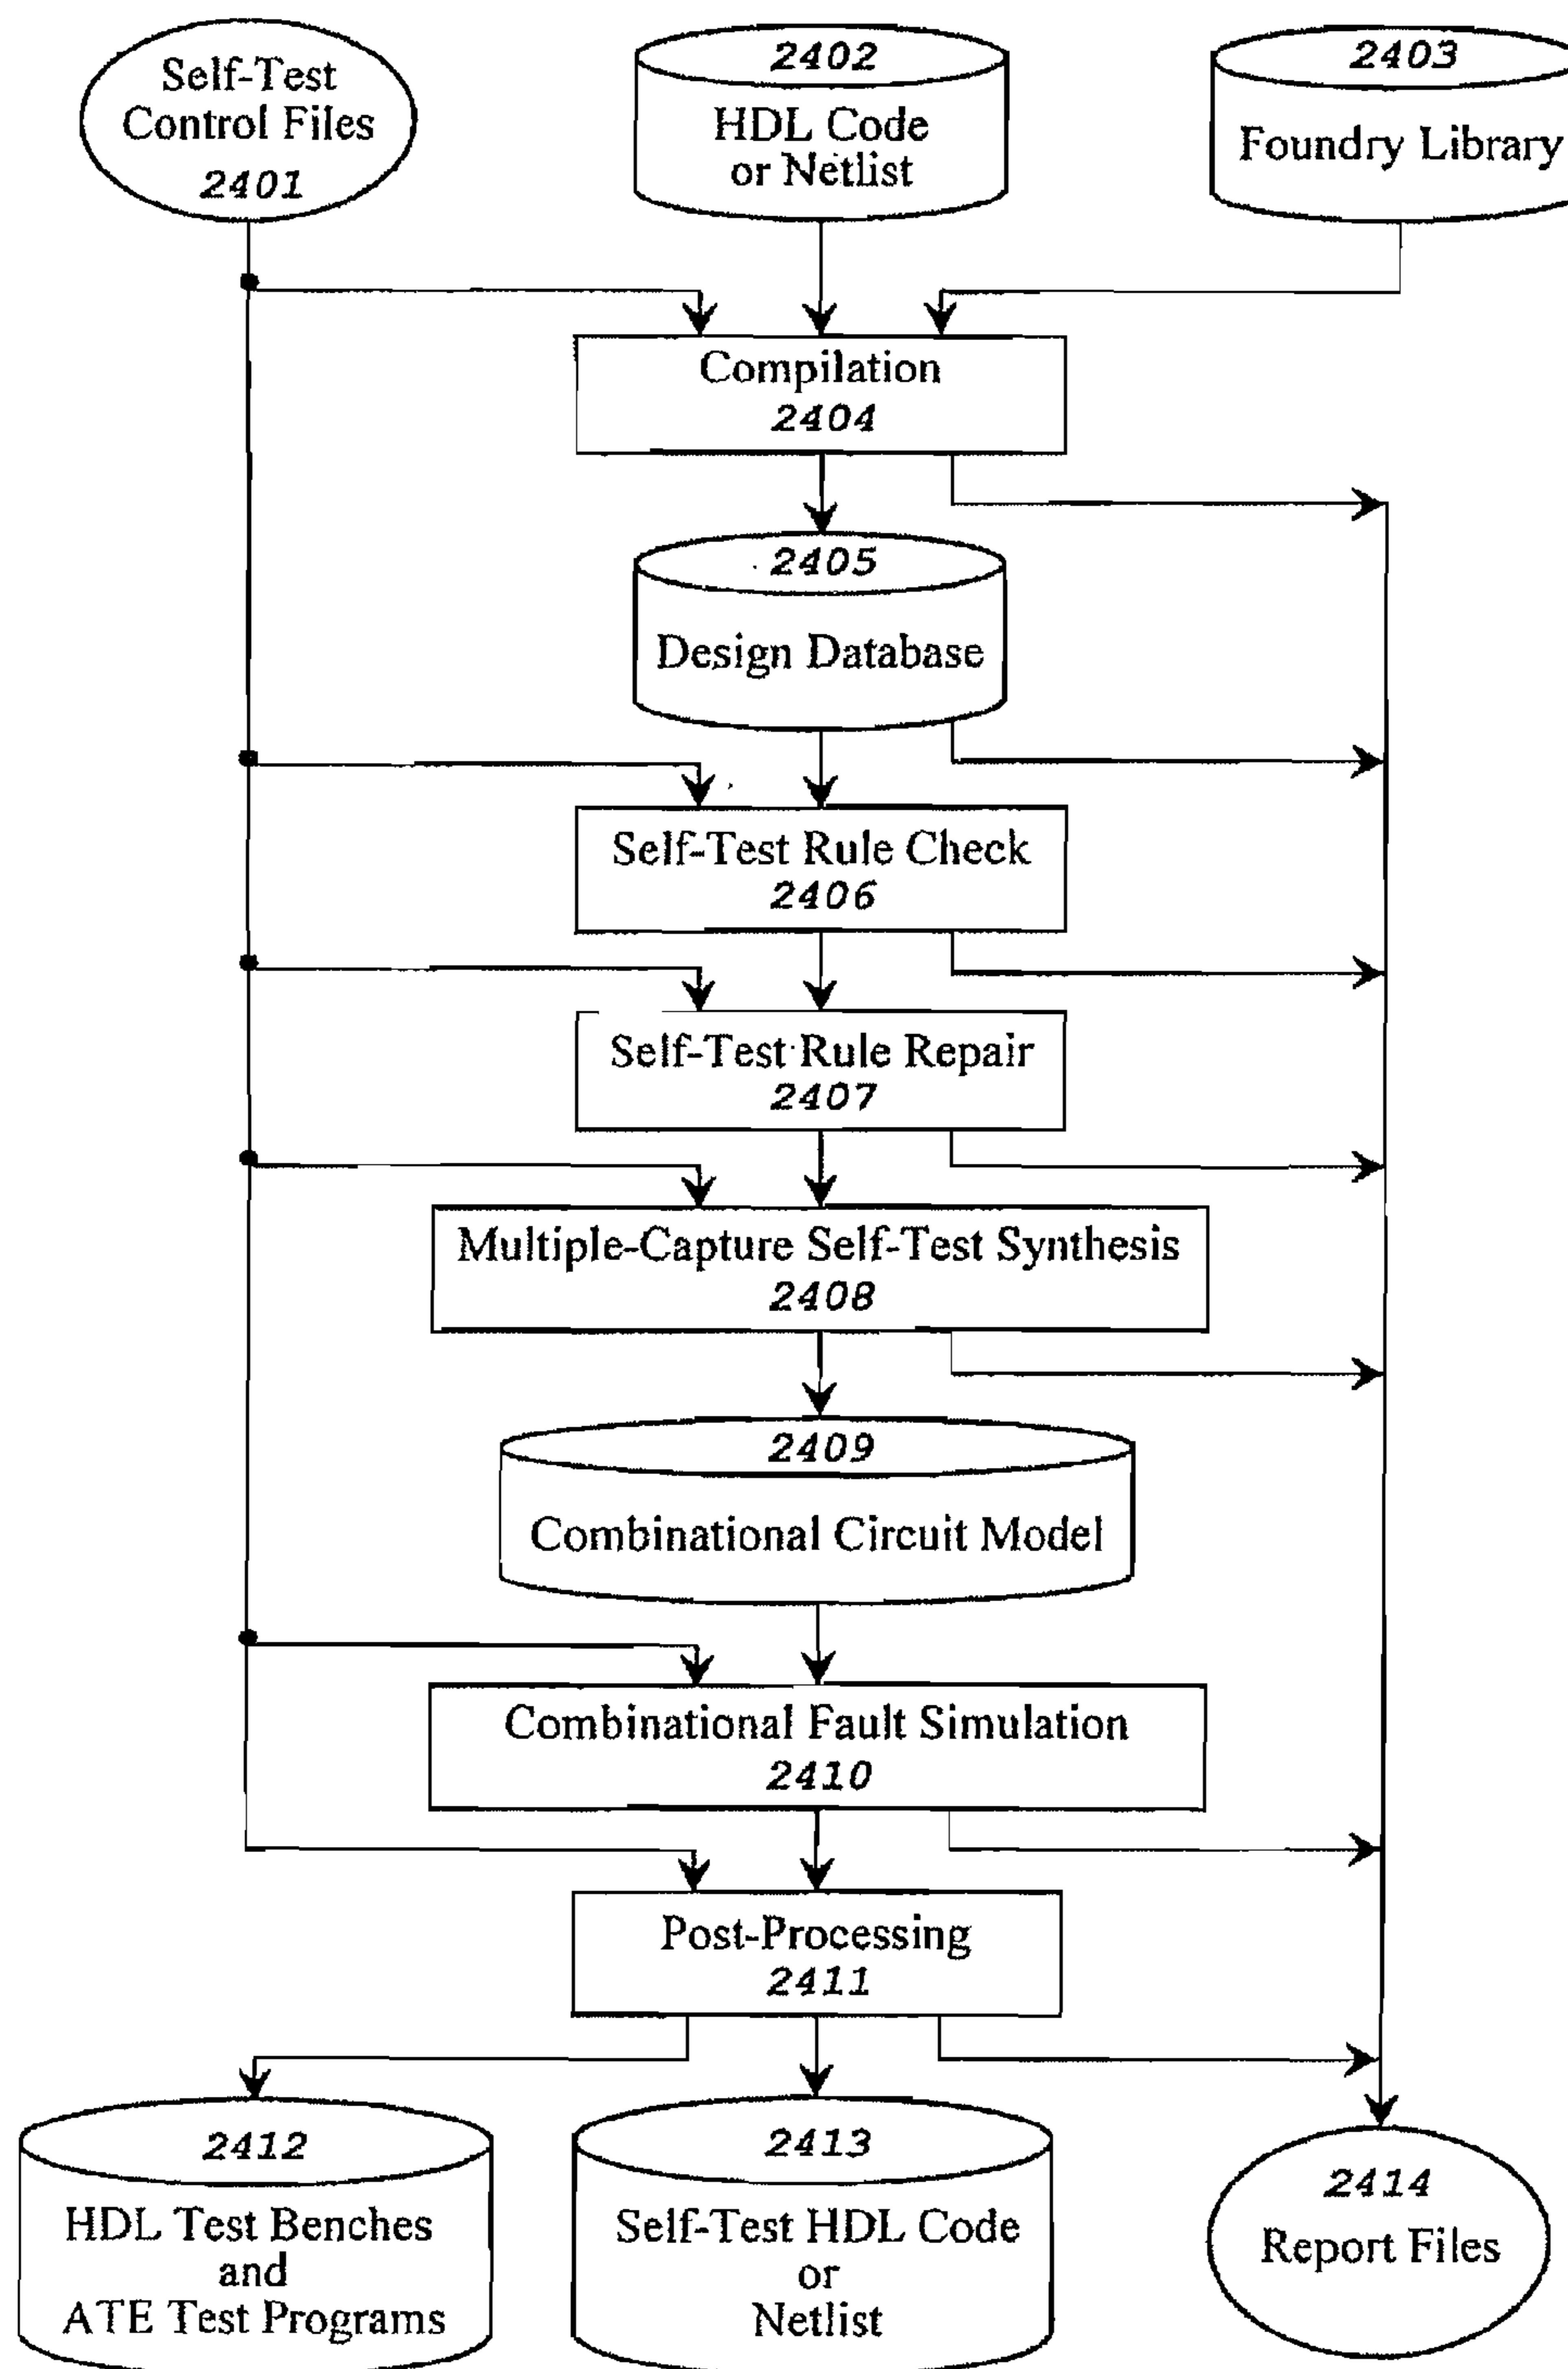 Self-Test
Control Files
2401
2402
HDL Code
or Netlist
2403
Foundry Library
Compilation
2404
2405
Design Database
Self-Test Rule Check
2406
Self-Test Rule Repair
2407
Multiple-Capture Self-Test Synthesis
2408
2409
Combinational Circuit Model
Combinational Fault Simulation
2410
Post-Processing
2411
2412
HDL Test Benches
and
ATE Test Programs
2413
Self-Test HDL Code
or
Netlist
2414
Report Files